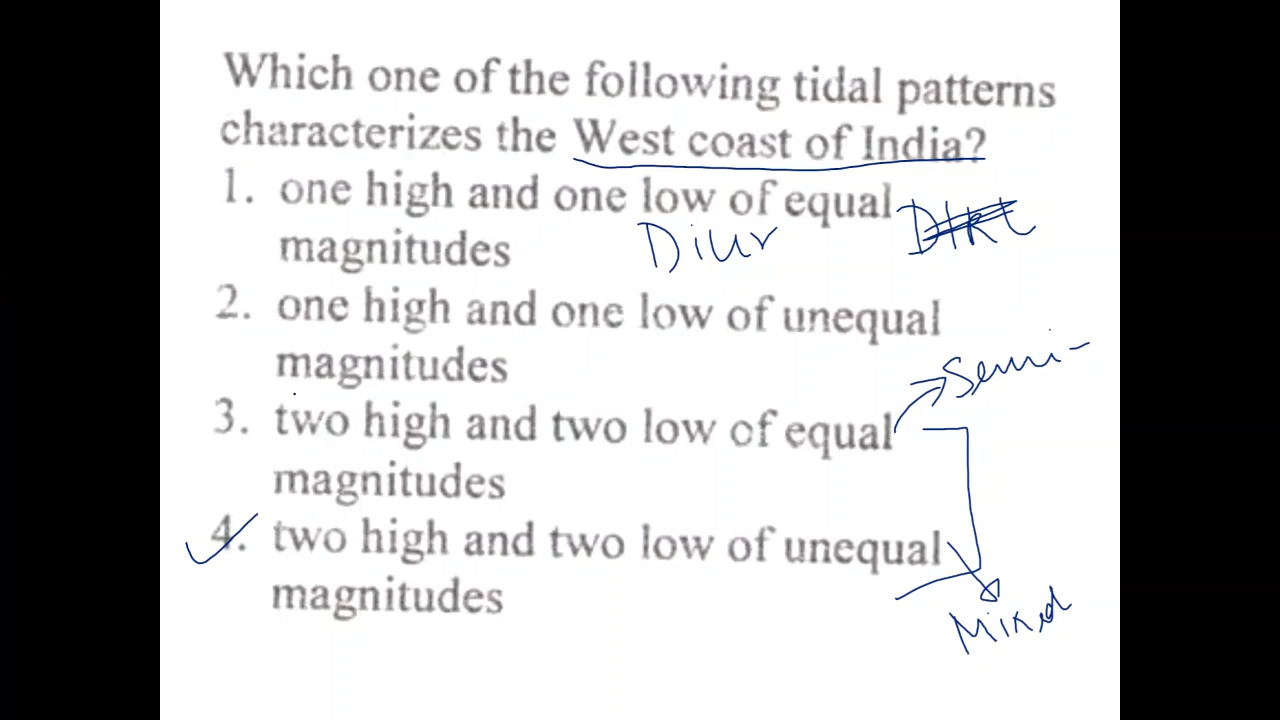 Which one of the following tidal patterns
characterizes the West coast of India?
1. one high and one low of equal
magnitudes
Diur
2. one high and one low of unequal
magnitudes
Semi-
3. two high and two low of equal
magnitudes
4. two high and two low of unequal
magnitudes
Mixed